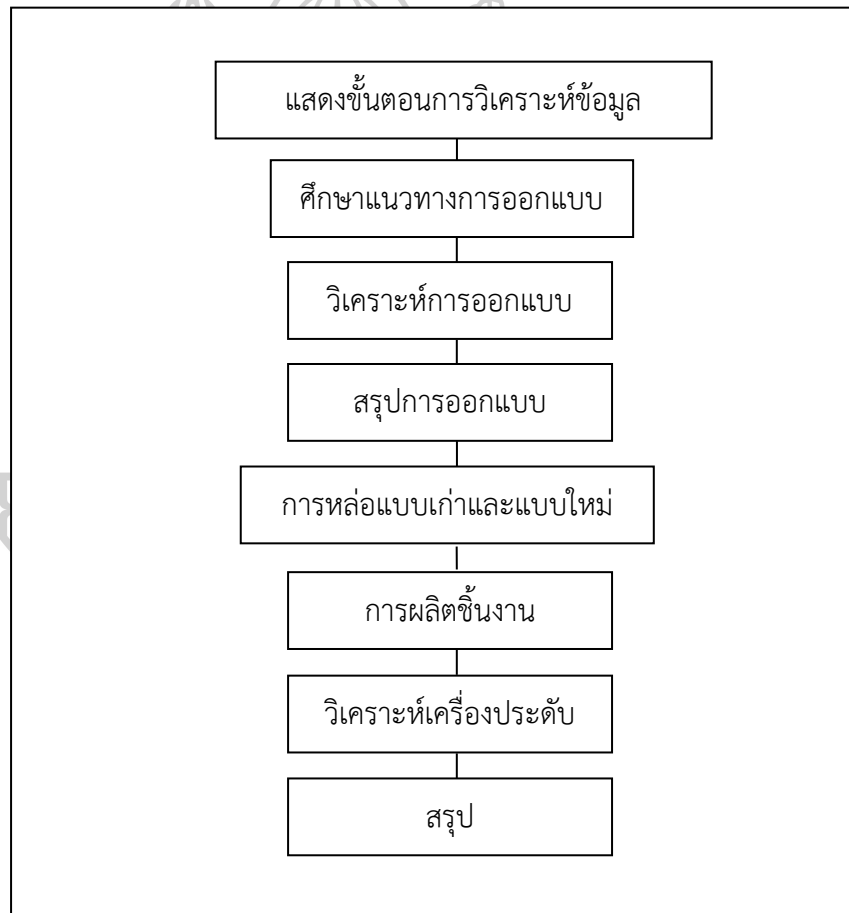 แสดงขั้นตอนการวิเคราะห์ข้อมูล
ศึกษาแนวทางการออกแบบ
วิเคราะห์การออกแบบ
สรุปการออกแบบ
การหล่อแบบเก่าและแบบใหม่
การผลิตชิ้นงาน
วิเคราะห์เครื่องประดับ
สรุป